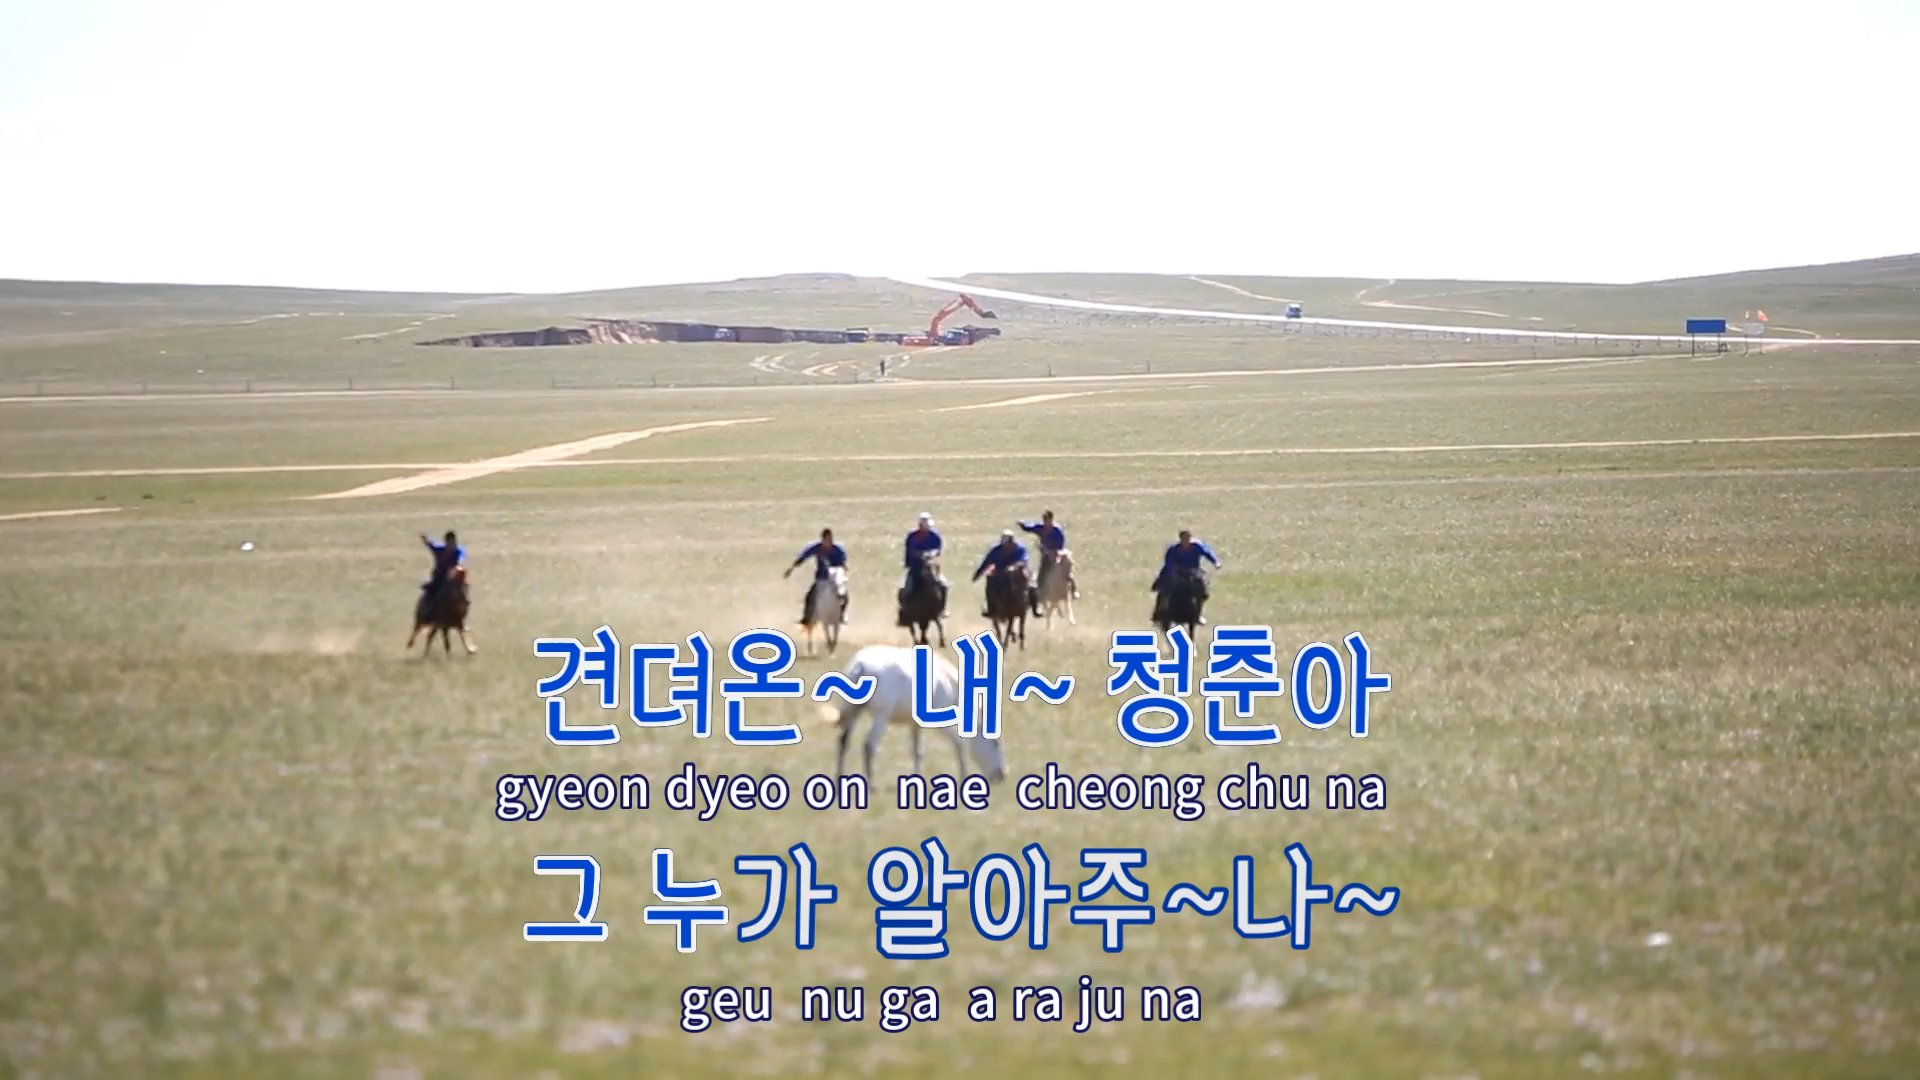 견뎌온~ 내~ 청춘아
gyeon dyeo on nae cheong chu na
그 누가 알아주~나~
geu nu ga a ra ju na